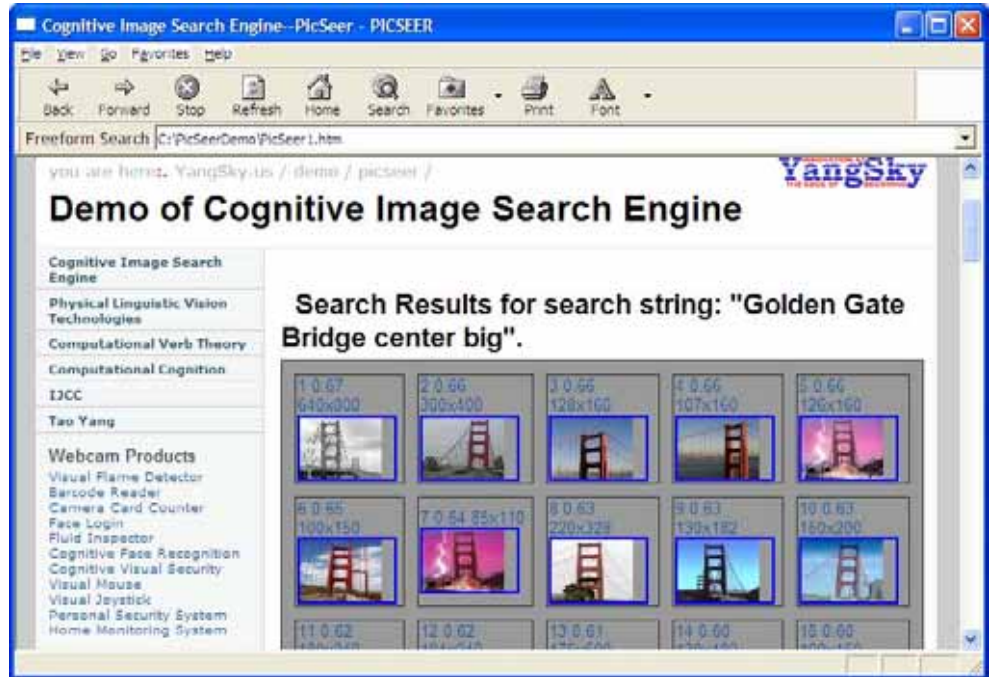 Cognitive Image Search Engine--PicSeer - PICSEER
File View Go Favorites Help
Back Forward Stop Refresh Home Search Favorites Print Font
Freeform Search C:\PicSeerDemo\PicSeer1.htm
you are here:. YangSky.us / demo / picseer /
YangSky
Demo of Cognitive Image Search Engine
Cognitive Image Search
Engine
Physical Linguistic Vision
Technologies
Computational Verb Theory
Computational Cognition
IJCC
Tao Yang
Webcam Products
Visual Flame Detector
Barcode Reader
Camera Card Counter
Face Login
Fluid Inspector
Cognitive Face Recognition
Cognitive Visual Security
Visual Mouse
Visual Joystick
Personal Security System
Home Monitoring System
Search Results for search string: "Golden Gate
Bridge center big".
1 0.67 2 0.66 3 0.66 4 0.66 5 0.66
300x400 128x160 107x160 126x160
6 0.65 7 0.64 85x110 8 0.63 9 0.63 10 0.63
100x150 220x329 130x182 160x200
11 0.62 12 0.62 13 0.61 14 0.60 15 0.60